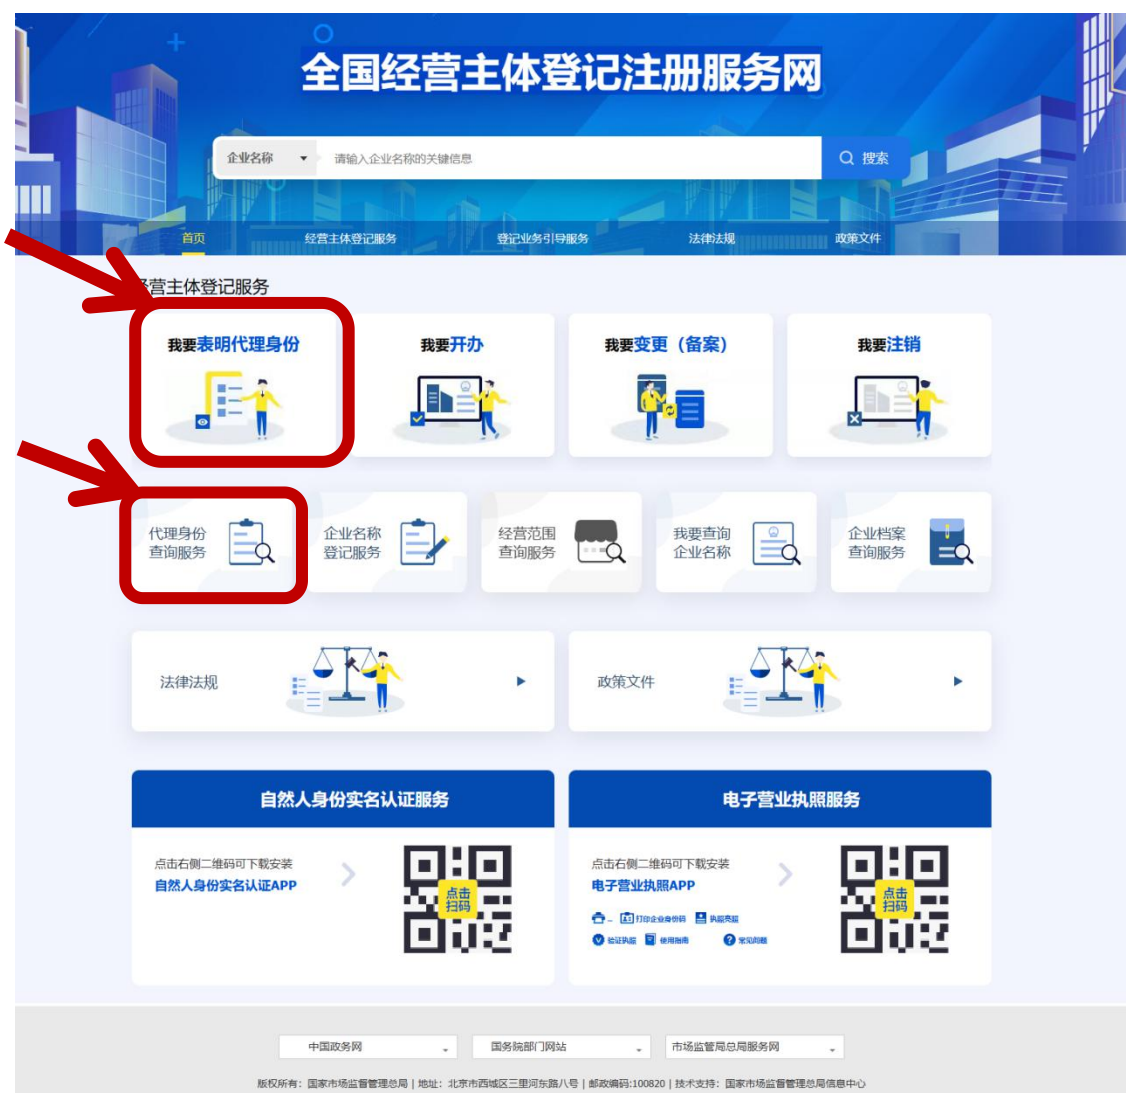 全国经营主体登记注册服务网
企业名称 请输入企业名称的关键信息 搜索
首页 经营主体登记服务 登记业务引导服务 法律法规 政策文件
营主体登记服务
我要表明代理身份 我要开办 我要变更（备案） 我要注销
代理身份 企业名称 经营范围 我要查询 企业档案
查询服务 登记服务 查询服务 企业名称 查询服务
法律法规 政策文件
自然人身份实名认证服务 电子营业执照服务
点击右侧二维码可下载安装 点击右侧二维码可下载安装
自然人身份实名认证APP 电子营业执照APP
点击 点击
扫码 扫码
打印企业身份码 执照亮照
验证执照 使用指南 常见问题
中国政务网 国务院部门网站 市场监管总局服务网
版权所有：国家市场监督管理总局 | 地址：北京市西城区三里河东路八号 | 邮政编码:100820 | 技术支持：国家市场监督管理总局信息中心